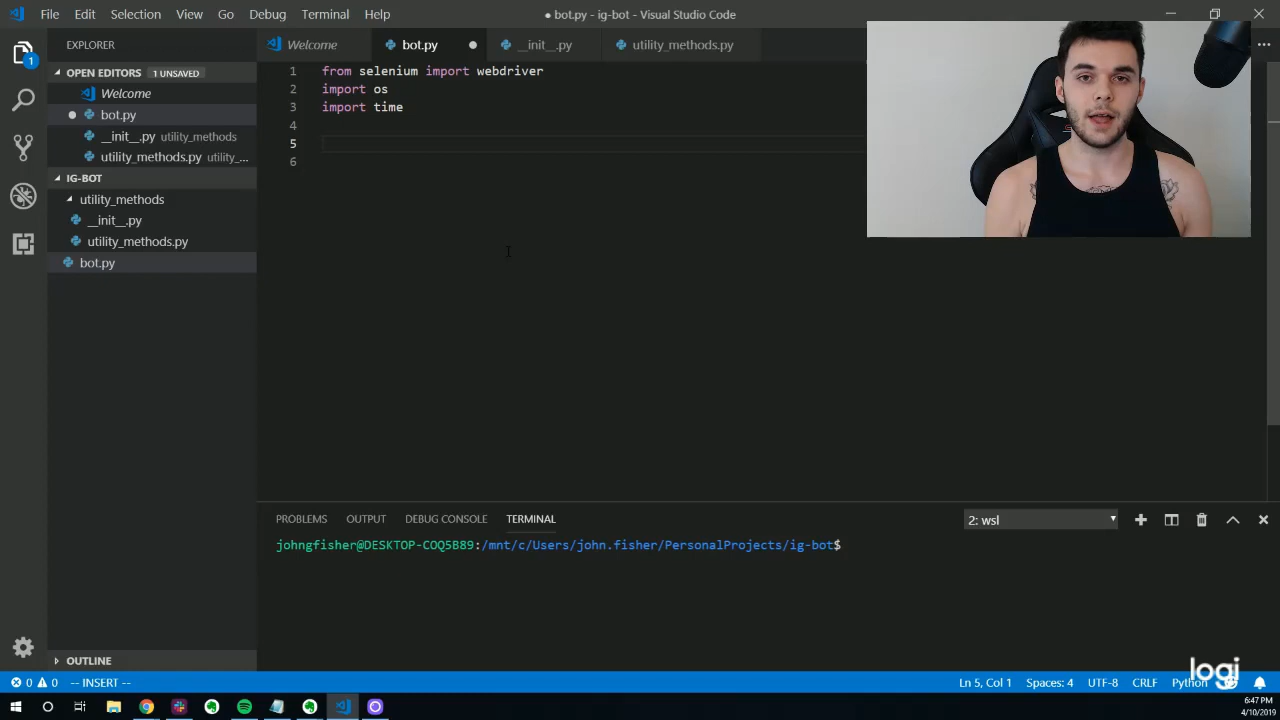 File Edit Selection View Go Debug Terminal Help
● bot.py - ig-bot - Visual Studio Code
EXPLORER
Welcome
bot.py
__init__.py
utility_methods.py
OPEN EDITORS 1 UNSAVED
Welcome
bot.py
__init__.py utility_methods
utility_methods.py utility_...
IG-BOT
utility_methods
__init__.py
utility_methods.py
bot.py
OUTLINE
1 from selenium import webdriver
2 import os
3 import time
4
5
6
PROBLEMS OUTPUT DEBUG CONSOLE TERMINAL
2: wsl
johngfisher@DESKTOP-COQ5B89:/mnt/c/Users/john.fisher/PersonalProjects/ig-bot$
1
logi
0 0 -- INSERT --
Ln 5, Col 1 Spaces: 4 UTF-8 CRLF Python
6:47 PM
4/10/2019